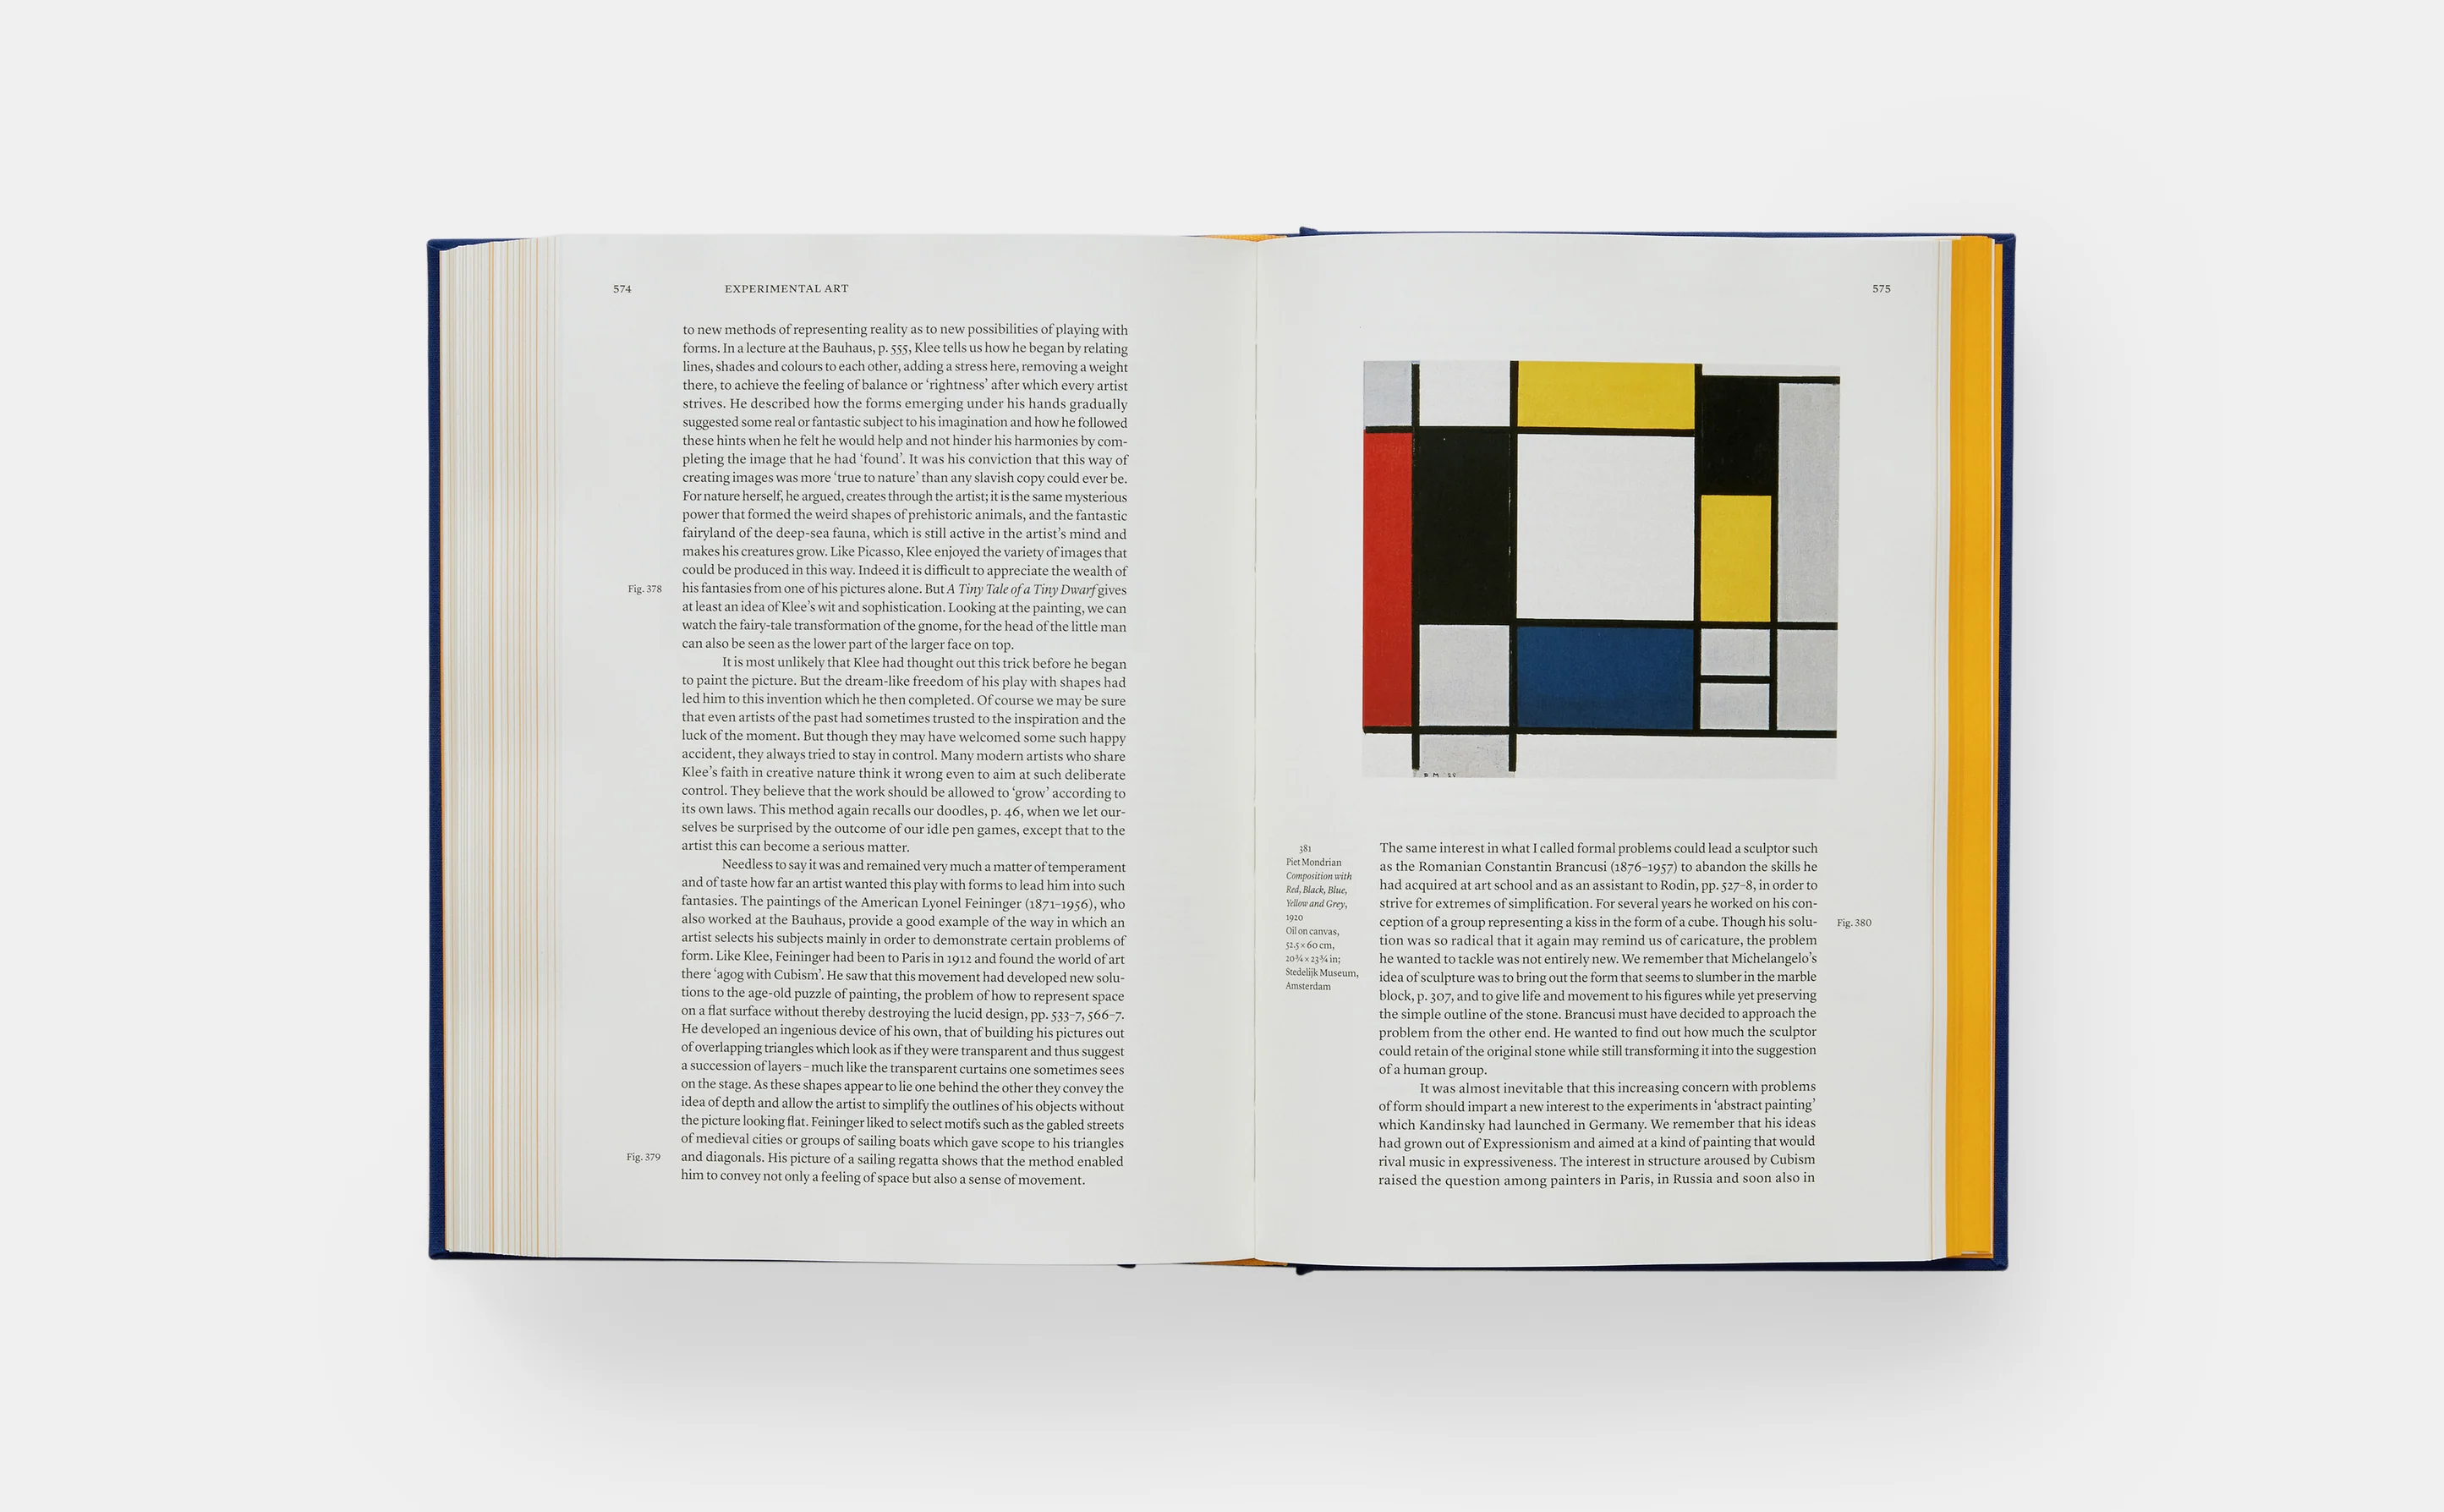 574
EXPERIMENTAL ART
to new methods of representing reality as to new possibilities of playing with
forms. In a lecture at the Bauhaus, p. 555, Klee tells us how he began by relating
lines, shades and colours to each other, adding a stress here, removing a weight
there, to achieve the feeling of balance or ‘rightness’ after which every artist
strives. He described how the forms emerging under his hands gradually
suggested some real or fantastic subject to his imagination and how he followed
these hints when he felt he would help and not hinder his harmonies by com-
pleting the image that he had ‘found’. It was his conviction that this way of
creating images was more ‘true to nature’ than any slavish copy could ever be.
For nature herself, he argued, creates through the artist; it is the same mysterious
power that formed the weird shapes of prehistoric animals, and the fantastic
fairyland of the deep-sea fauna, which is still active in the artist’s mind and
makes his creatures grow. Like Picasso, Klee enjoyed the variety of images that
could be produced in this way. Indeed it is difficult to appreciate the wealth of
Fig. 378
his fantasies from one of his pictures alone. But A Tiny Tale of a Tiny Dwarf gives
at least an idea of Klee’s wit and sophistication. Looking at the painting, we can
watch the fairy-tale transformation of the gnome, for the head of the little man
can also be seen as the lower part of the larger face on top.
It is most unlikely that Klee had thought out this trick before he began
to paint the picture. But the dream-like freedom of his play with shapes had
led him to this invention which he then completed. Of course we may be sure
that even artists of the past had sometimes trusted to the inspiration and the
luck of the moment. But though they may have welcomed some such happy
accident, they always tried to stay in control. Many modern artists who share
Klee’s faith in creative nature think it wrong even to aim at such deliberate
control. They believe that the work should be allowed to ‘grow’ according to
its own laws. This method again recalls our doodles, p. 46, when we let our-
selves be surprised by the outcome of our idle pen games, except that to the
artist this can become a serious matter.
Needless to say it was and remained very much a matter of temperament
and of taste how far an artist wanted this play with forms to lead him into such
fantasies. The paintings of the American Lyonel Feininger (1871–1956), who
also worked at the Bauhaus, provide a good example of the way in which an
artist selects his subjects mainly in order to demonstrate certain problems of
form. Like Klee, Feininger had been to Paris in 1912 and found the world of art
there ‘agog with Cubism’. He saw that this movement had developed new solu-
tions to the age-old puzzle of painting, the problem of how to represent space
on a flat surface without thereby destroying the lucid design, pp. 533–7, 566–7.
He developed an ingenious device of his own, that of building his pictures out
of overlapping triangles which look as if they were transparent and thus suggest
a succession of layers – much like the transparent curtains one sometimes sees
on the stage. As these shapes appear to lie one behind the other they convey the
idea of depth and allow the artist to simplify the outlines of his objects without
the picture looking flat. Feininger liked to select motifs such as the gabled streets
of medieval cities or groups of sailing boats which gave scope to his triangles
Fig. 379
and diagonals. His picture of a sailing regatta shows that the method enabled
him to convey not only a feeling of space but also a sense of movement.
575
381
Piet Mondrian
Composition with
Red, Black, Blue,
Yellow and Grey,
1920
Oil on canvas,
52.5 × 60 cm,
20¾ × 23¾ in;
Stedelijk Museum,
Amsterdam
The same interest in what I called formal problems could lead a sculptor such
as the Romanian Constantin Brancusi (1876–1957) to abandon the skills he
had acquired at art school and as an assistant to Rodin, pp. 527–8, in order to
strive for extremes of simplification. For several years he worked on his con-
ception of a group representing a kiss in the form of a cube. Though his solu-
Fig. 380
tion was so radical that it again may remind us of caricature, the problem
he wanted to tackle was not entirely new. We remember that Michelangelo’s
idea of sculpture was to bring out the form that seems to slumber in the marble
block, p. 307, and to give life and movement to his figures while yet preserving
the simple outline of the stone. Brancusi must have decided to approach the
problem from the other end. He wanted to find out how much the sculptor
could retain of the original stone while still transforming it into the suggestion
of a human group.
It was almost inevitable that this increasing concern with problems
of form should impart a new interest to the experiments in ‘abstract painting’
which Kandinsky had launched in Germany. We remember that his ideas
had grown out of Expressionism and aimed at a kind of painting that would
rival music in expressiveness. The interest in structure aroused by Cubism
raised the question among painters in Paris, in Russia and soon also in